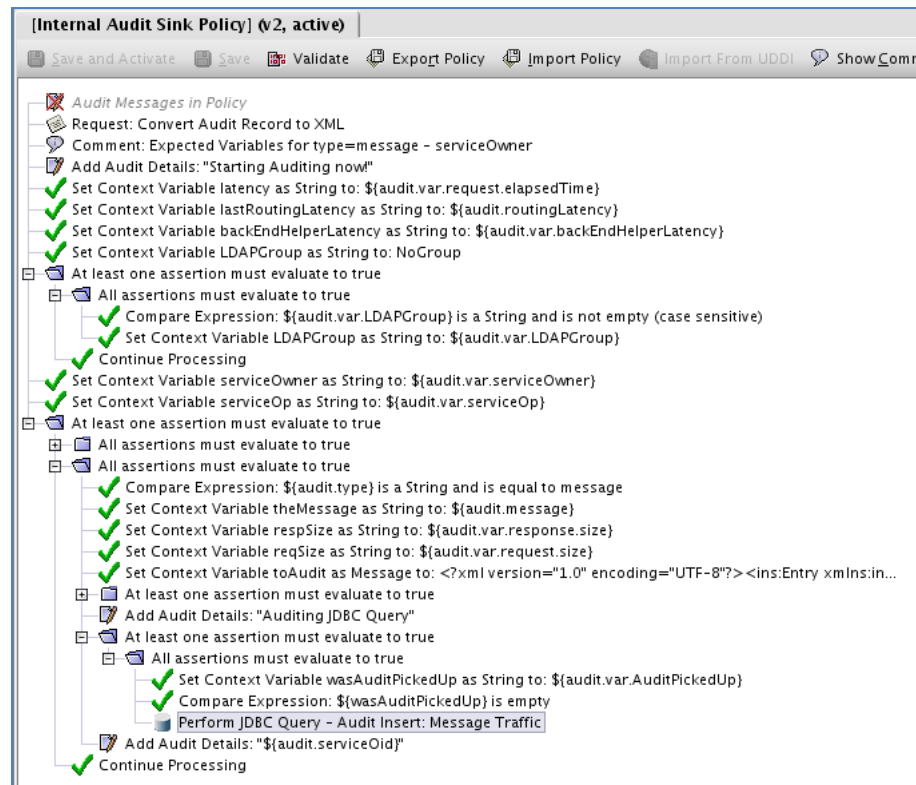 [Internal Audit Sink Policy] (v2, active)
Save and Activate Save Validate Export Policy Import Policy Import From UDDI Show Comm
Audit Messages in Policy
Request: Convert Audit Record to XML
Comment: Expected Variables for type=message - serviceOwner
Add Audit Details: "Starting Auditing now!"
Set Context Variable latency as String to: ${audit.var.request.elapsedTime}
Set Context Variable lastRoutingLatency as String to: ${audit.routingLatency}
Set Context Variable backEndHelperLatency as String to: ${audit.var.backEndHelperLatency}
Set Context Variable LDAPGroup as String to: NoGroup
At least one assertion must evaluate to true
All assertions must evaluate to true
Compare Expression: ${audit.var.LDAPGroup} is a String and is not empty (case sensitive)
Set Context Variable LDAPGroup as String to: ${audit.var.LDAPGroup}
Continue Processing
Set Context Variable serviceOwner as String to: ${audit.var.serviceOwner}
Set Context Variable serviceOp as String to: ${audit.var.serviceOp}
At least one assertion must evaluate to true
All assertions must evaluate to true
All assertions must evaluate to true
Compare Expression: ${audit.type} is a String and is equal to message
Set Context Variable theMessage as String to: ${audit.message}
Set Context Variable respSize as String to: ${audit.var.response.size}
Set Context Variable reqSize as String to: ${audit.var.request.size}
Set Context Variable toAudit as Message to: <?xml version="1.0" encoding="UTF-8"?><ins:Entry xmlns:in...
At least one assertion must evaluate to true
Add Audit Details: "Auditing JDBC Query"
At least one assertion must evaluate to true
All assertions must evaluate to true
Set Context Variable wasAuditPickedUp as String to: ${audit.var.AuditPickedUp}
Compare Expression: ${wasAuditPickedUp} is empty
Perform JDBC Query - Audit Insert: Message Traffic
Add Audit Details: "${audit.serviceOid}"
Continue Processing